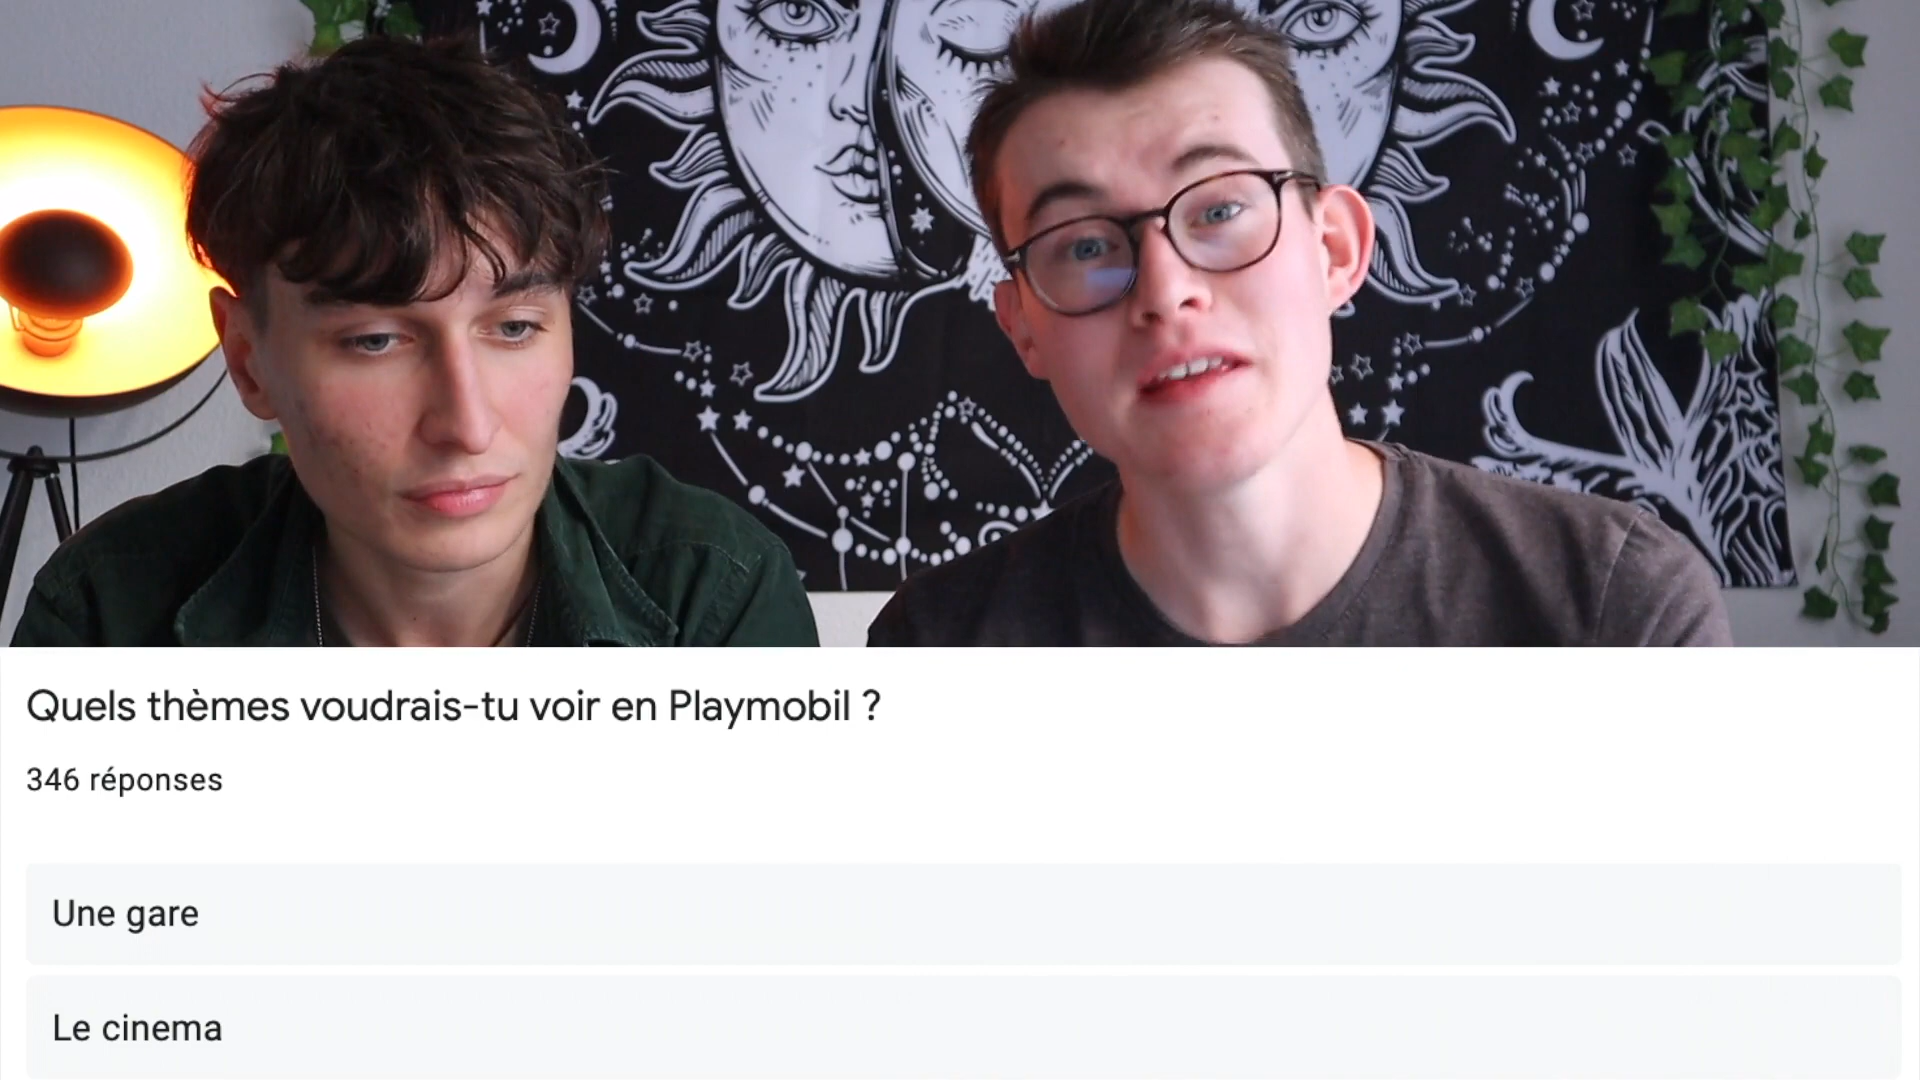 Quels thèmes voudrais-tu voir en Playmobil ?
346 réponses
Une gare
Le cinema